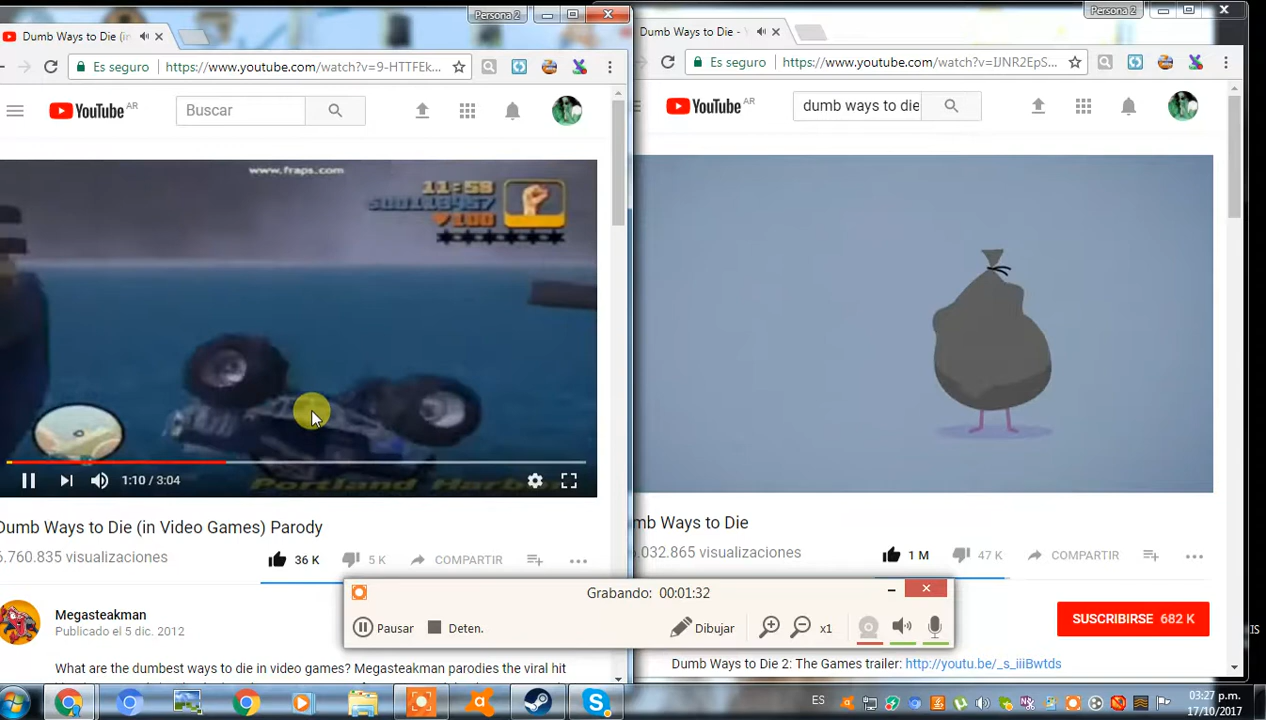 Persona 2
Dumb Ways to Die (in
Es seguro
https://www.youtube.com/watch?v=9-HTTFEk...
YouTube AR
Buscar
www.fraps.com
11:58
♥100
Portland Harbor
1:10 / 3:04
Dumb Ways to Die (in Video Games) Parody
6.760.835 visualizaciones
36 K
5 K
COMPARTIR
Megasteakman
Publicado el 5 dic. 2012
What are the dumbest ways to die in video games? Megasteakman parodies the viral hit
Persona 2
Dumb Ways to Die -
Es seguro
https://www.youtube.com/watch?v=IJNR2EpS...
YouTube AR
dumb ways to die
mb Ways to Die
.032.865 visualizaciones
1 M
47 K
COMPARTIR
SUSCRIBIRSE 682 K
Dumb Ways to Die 2: The Games trailer: http://youtu.be/_s_iiiBwtds
Grabando: 00:01:32
Pausar
Deten.
Dibujar
x1
IS
ES
03:27 p.m.
17/10/2017